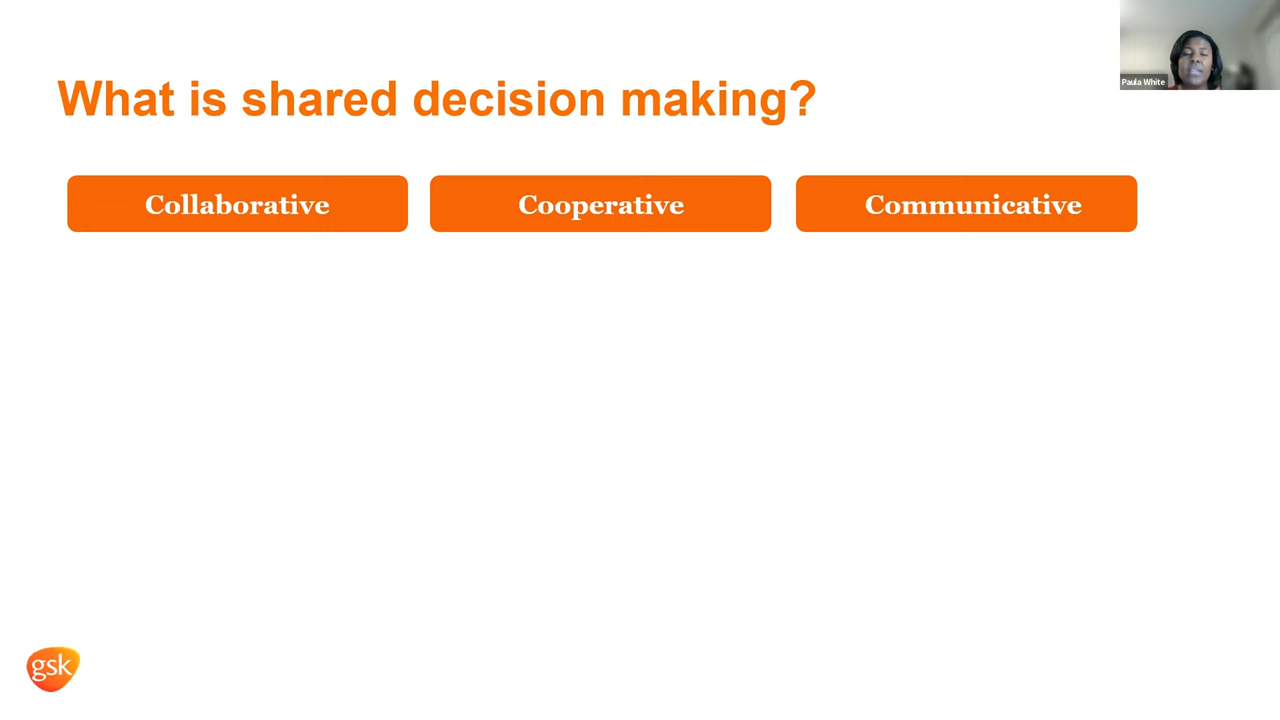 Paula White
What is shared decision making?
Collaborative
Cooperative
Communicative
gsk